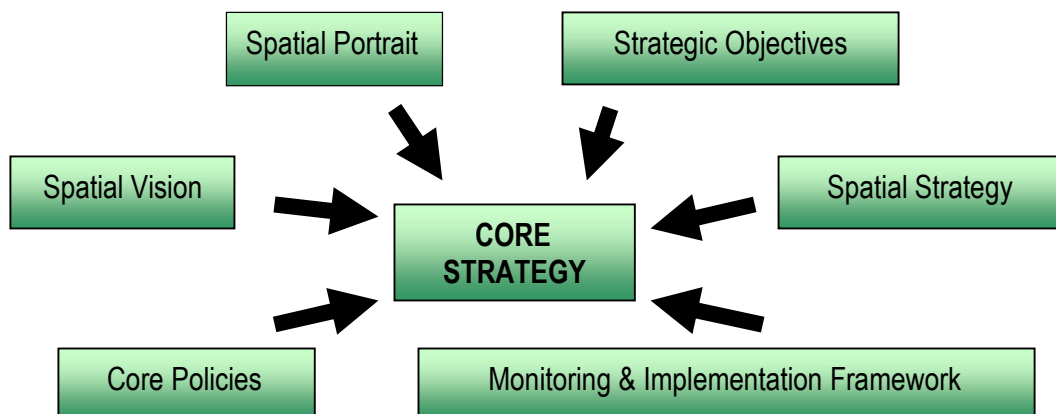 Spatial Portrait
Strategic Objectives
Spatial Vision
Spatial Strategy
CORE
STRATEGY
Core Policies
Monitoring & Implementation Framework